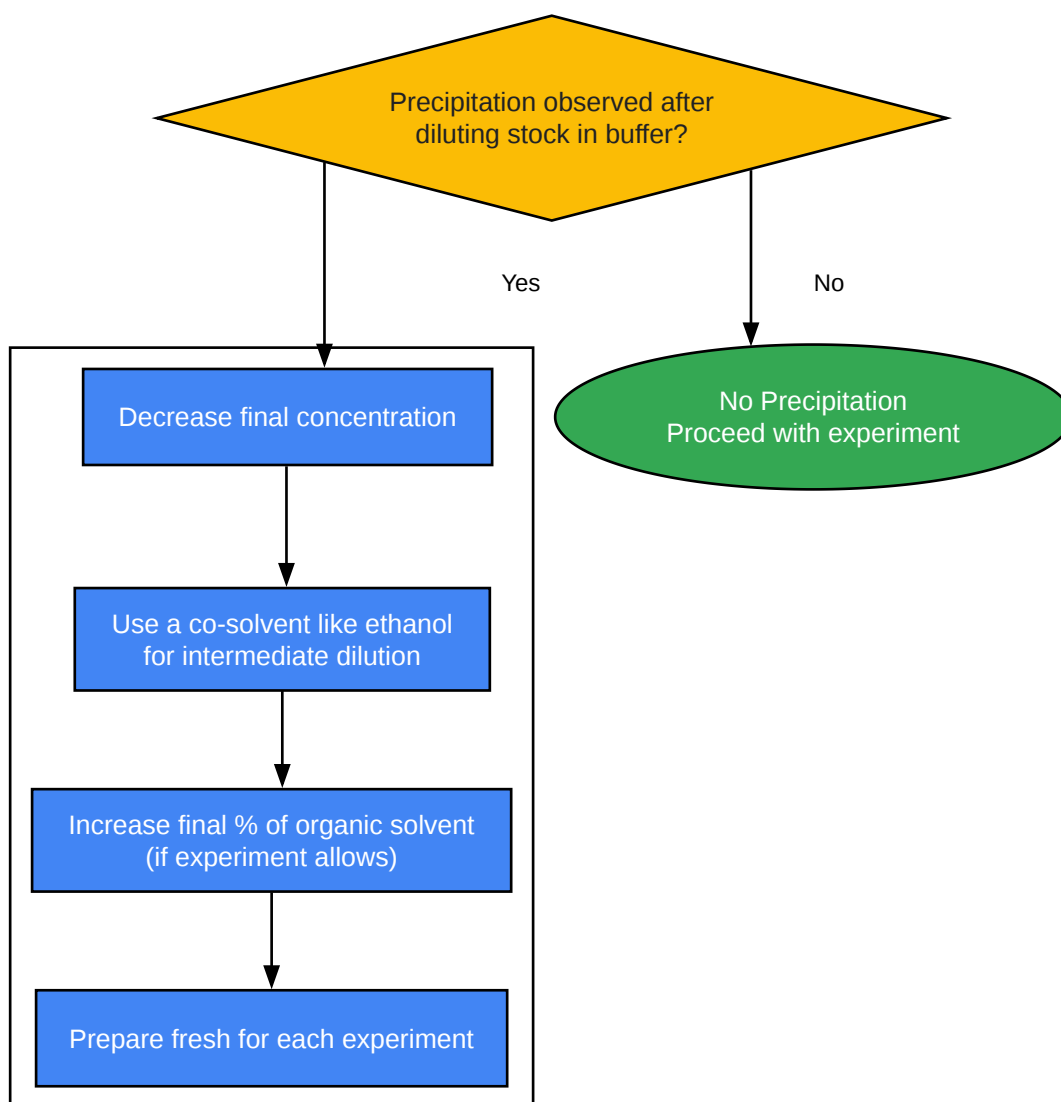 Precipitation observed after
diluting stock in buffer?
Yes
No
Decrease final concentration
No Precipitation
Proceed with experiment
Use a co-solvent like ethanol
for intermediate dilution
Increase final % of organic solvent
(if experiment allows)
Prepare fresh for each experiment